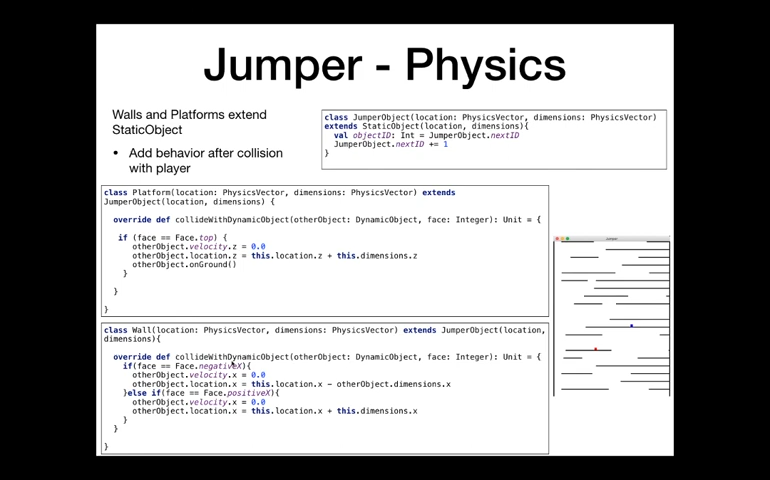 Jumper - Physics
Walls and Platforms extend
StaticObject
• Add behavior after collision
with player
class JumperObject(location: PhysicsVector, dimensions: PhysicsVector)
extends StaticObject(location, dimensions){
val objectID: Int = JumperObject.nextID
JumperObject.nextID += 1
}
class Platform(location: PhysicsVector, dimensions: PhysicsVector) extends
JumperObject(location, dimensions) {
override def collideWithDynamicObject(otherObject: DynamicObject, face: Integer): Unit = {
if (face == Face.top) {
otherObject.velocity.z = 0.0
otherObject.location.z = this.location.z + this.dimensions.z
otherObject.onGround()
}
}
}
class Wall(location: PhysicsVector, dimensions: PhysicsVector) extends JumperObject(location,
dimensions){
override def collideWithDynamicObject(otherObject: DynamicObject, face: Integer): Unit = {
if(face == Face.negativeX){
otherObject.velocity.x = 0.0
otherObject.location.x = this.location.x - otherObject.dimensions.x
}else if(face == Face.positiveX){
otherObject.velocity.x = 0.0
otherObject.location.x = this.location.x + this.dimensions.x
}
}
}
Jumper